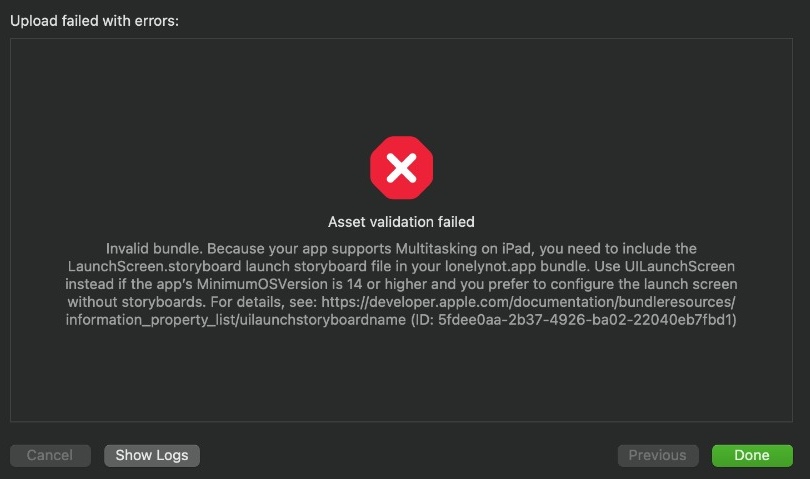 Upload failed with errors:
Asset validation failed
Invalid bundle. Because your app supports Multitasking on iPad, you need to include the
LaunchScreen.storyboard launch storyboard file in your lonelynot.app bundle. Use UILaunchScreen
instead if the app’s MinimumOSVersion is 14 or higher and you prefer to configure the launch screen
without storyboards. For details, see: https://developer.apple.com/documentation/bundleresources/
information_property_list/uilaunchstoryboardname (ID: 5fdee0aa-2b37-4926-ba02-22040eb7fbd1)
Cancel Show Logs Previous Done